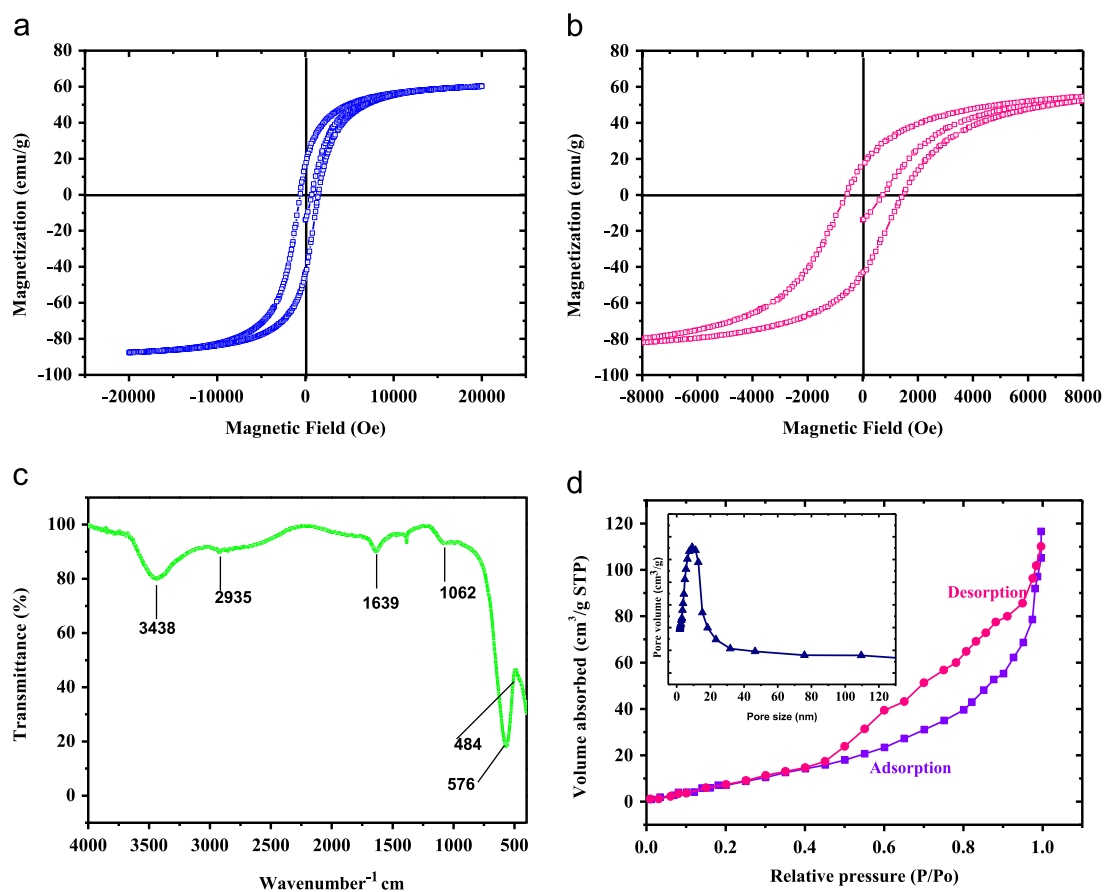 a
80
60
40
20
0
-20
-40
-60
-80
-100
Magnetization (emu/g)
-20000 -10000 0 10000 20000
Magnetic Field (Oe)
b
80
60
40
20
0
-20
-40
-60
-80
-100
Magnetization (emu/g)
-8000 -6000 -4000 -2000 0 2000 4000 6000 8000
Magnetic Field (Oe)
c
100
80
60
40
20
0
Transmittance (%)
3438
2935
1639
1062
484
576
4000 3500 3000 2500 2000 1500 1000 500
Wavenumber⁻¹ cm
d
120
100
80
60
40
20
0
Volume absorbed (cm³/g STP)
Pore volume (cm³/g)
0 20 40 60 80 100 120
Pore size (nm)
Desorption
Adsorption
0.0 0.2 0.4 0.6 0.8 1.0
Relative pressure (P/Po)